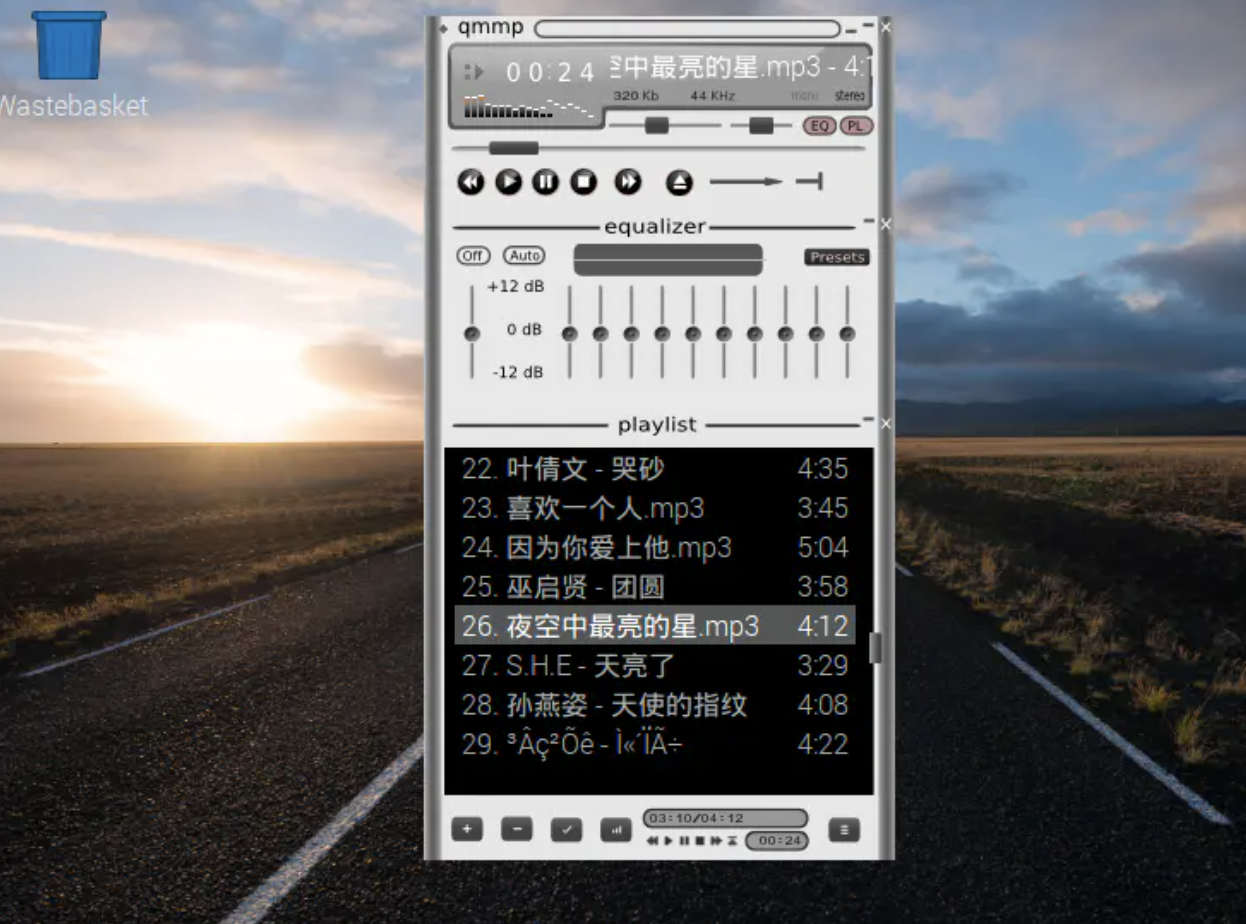 Wastebasket
qmmp
00:24
空中最亮的星.mp3 - 4:1
320 Kb 44 KHz mono stereo
EQ PL
equalizer
Off Auto Presets
+12 dB
0 dB
-12 dB
playlist
22. 叶倩文 - 哭砂 4:35
23. 喜欢一个人.mp3 3:45
24. 因为你爱上他.mp3 5:04
25. 巫启贤 - 团圆 3:58
26. 夜空中最亮的星.mp3 4:12
27. S.H.E - 天亮了 3:29
28. 孙燕姿 - 天使的指纹 4:08
29. ³Âç²Õê - Ì«´ÏÃ÷ 4:22
03:10/04:12
00:24